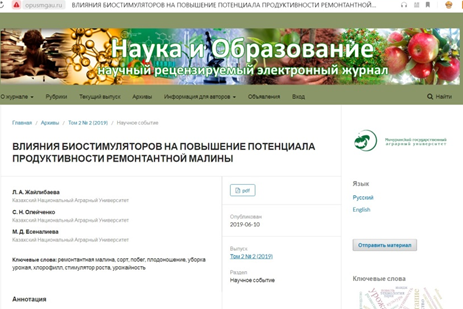 opusmgau.ru
ВЛИЯНИЯ БИОСТИМУЛЯТОРОВ НА ПОВЫШЕНИЕ ПОТЕНЦИАЛА ПРОДУКТИВНОСТИ РЕМОНТАНТНОЙ...
Наука и Образование
научный рецензируемый электронный журнал
О журнале Рубрики Текущий выпуск Архивы Информация для авторов Объявления Вход Найти
Главная / Архивы / Том 2 № 2 (2019) / Научное событие
ВЛИЯНИЯ БИОСТИМУЛЯТОРОВ НА ПОВЫШЕНИЕ ПОТЕНЦИАЛА
ПРОДУКТИВНОСТИ РЕМОНТАНТНОЙ МАЛИНЫ
Л. А. Жайлибаева
Казахский Национальный Аграрный Университет
С. Н. Олейченко
Казахский Национальный Аграрный Университет
М. Д. Есеналиева
Казахский Национальный Аграрный Университет
Ключевые слова: ремонтантная малина, сорт, побег, плодоношение, уборка
урожая, хлорофилл, стимулятор роста, урожайность
Аннотация
pdf
Опубликован
2019-06-10
Выпуск
Том 2 № 2 (2019)
Раздел
Научное событие
Мичуринский государственный
аграрный университет
Язык
Русский
English
Отправить материал
Ключевые слова